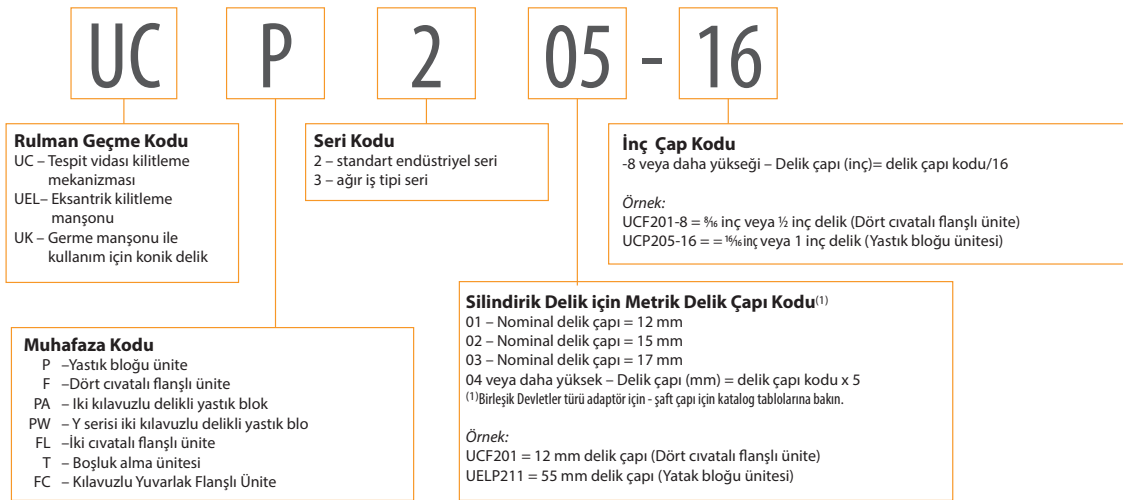 UC P 2 05 - 16
Rulman Geçme Kodu
UC – Tespit vidası kilitleme
mekanizması
UEL– Eksantrik kilitleme
manşonu
UK – Germe manşonu ile
kullanım için konik delik
Seri Kodu
2 – standart endüstriyel seri
3 – ağır iş tipi seri
İnç Çap Kodu
-8 veya daha yükseği – Delik çapı (inç)= delik çapı kodu/16
Örnek:
UCF201-8 = 8⁄16 inç veya ½ inç delik (Dört cıvatalı flanşlı ünite)
UCP205-16 = = 16⁄16 inç veya 1 inç delik (Yastık bloğu ünitesi)
Muhafaza Kodu
P –Yastık bloğu ünite
F –Dört cıvatalı flanşlı ünite
PA – Iki kılavuzlu delikli yastık blok
PW – Y serisi iki kılavuzlu delikli yastık blo
FL –İki cıvatalı flanşlı ünite
T – Boşluk alma ünitesi
FC – Kılavuzlu Yuvarlak Flanşlı Ünite
Silindirik Delik için Metrik Delik Çapı Kodu(1)
01 – Nominal delik çapı = 12 mm
02 – Nominal delik çapı = 15 mm
03 – Nominal delik çapı = 17 mm
04 veya daha yüksek – Delik çapı (mm) = delik çapı kodu x 5
(1)Birleşik Devletler türü adaptör için - şaft çapı için katalog tablolarına bakın.
Örnek:
UCF201 = 12 mm delik çapı (Dört cıvatalı flanşlı ünite)
UELP211 = 55 mm delik çapı (Yatak bloğu ünitesi)